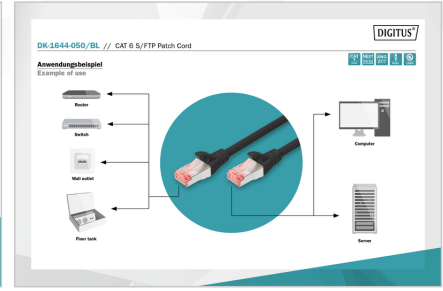 DIGITUS®
DK-1644-050/BL // CAT 6 S/FTP Patch Cord
Anwendungsbeispiel
Example of use
Router
Switch
Wall outlet
Floor tank
Computer
Server